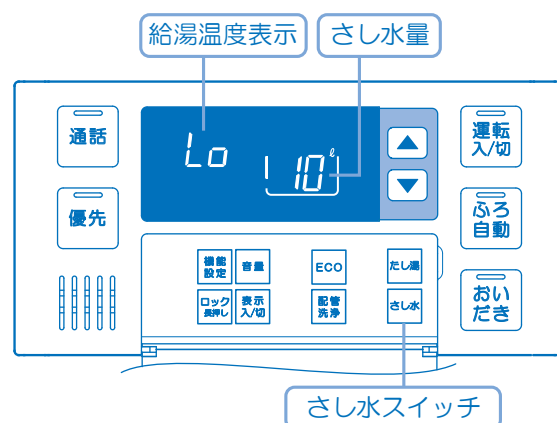 給湯温度表示
さし水量
通話
優先
Lo
10ℓ
運転
入/切
ふろ
自動
おい
だき
機能
設定
音量
ECO
たし湯
ロック
長押し
表示
入/切
配管
洗浄
さし水
さし水スイッチ